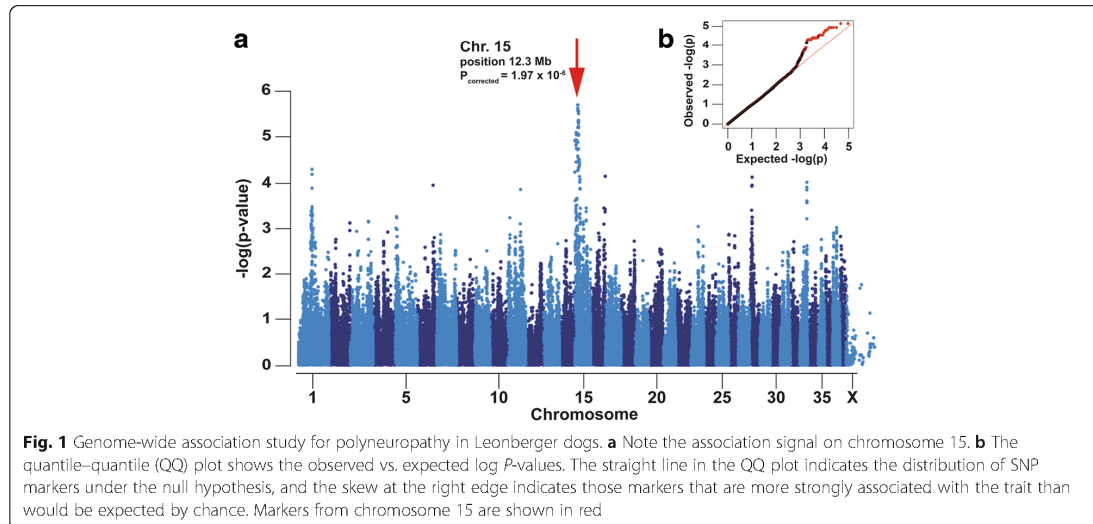 a
Chr. 15
position 12.3 Mb
Pcorrected = 1.97 x 10-6
6
5
4
3
2
1
0
-log(p-value)
1 5 10 15 20 25 30 35 X
Chromosome
b
5
4
3
2
1
0
Observed -log(p)
0 1 2 3 4 5
Expected -log(p)
Fig. 1 Genome-wide association study for polyneuropathy in Leonberger dogs. a Note the association signal on chromosome 15. b The
quantile–quantile (QQ) plot shows the observed vs. expected log P-values. The straight line in the QQ plot indicates the distribution of SNP
markers under the null hypothesis, and the skew at the right edge indicates those markers that are more strongly associated with the trait than
would be expected by chance. Markers from chromosome 15 are shown in red